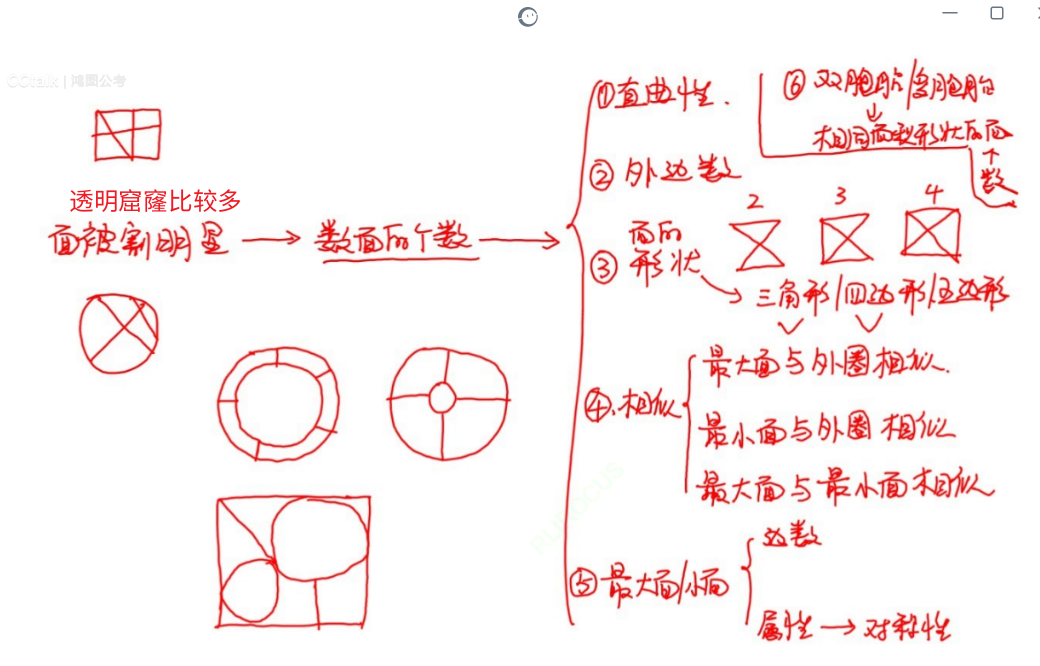 CCtalk | 鸿图公考
透明窟窿比较多
面被割明显
数面的个数
①直曲性.
②外边数
③面的形状
2 3 4
三角形/四边形/五边形
④.相似
最大面与外圈相似.
最小面与外圈相似
最大面与最小面相似
⑤最大面/小面
边数
属性→对称性
⑥双胞胎/多胞胎
相同面积形状的面
个数